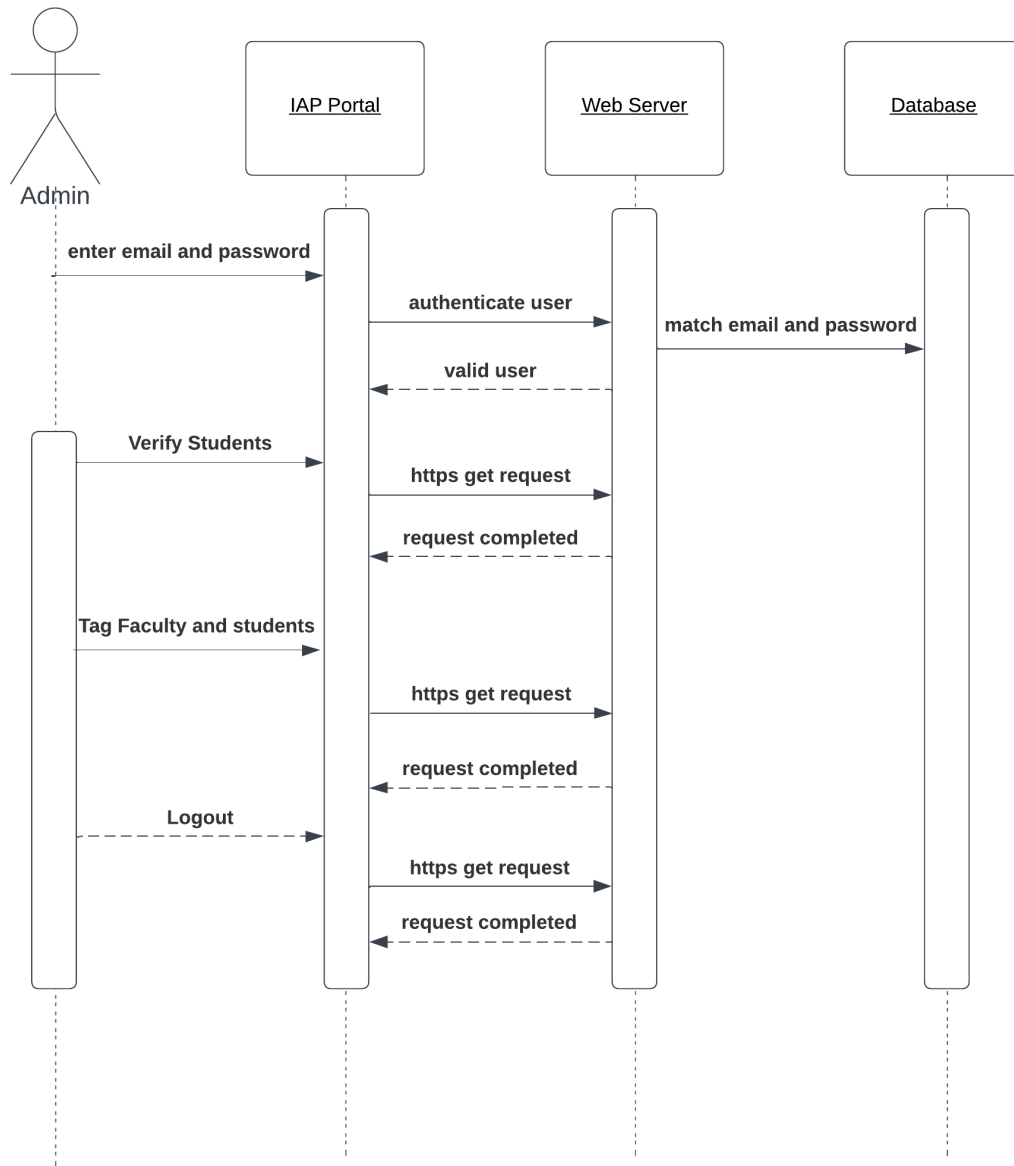 IAP Portal
Web Server
Database
Admin
enter email and password
authenticate user
match email and password
valid user
Verify Students
https get request
request completed
Tag Faculty and students
https get request
request completed
Logout
https get request
request completed